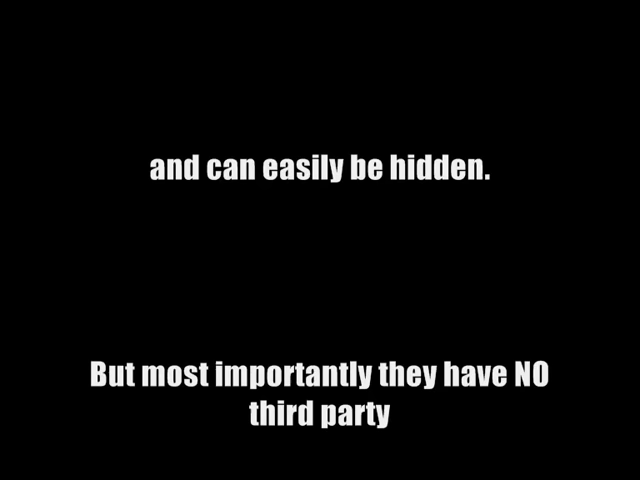 and can easily be hidden.
But most importantly they have NO
third party